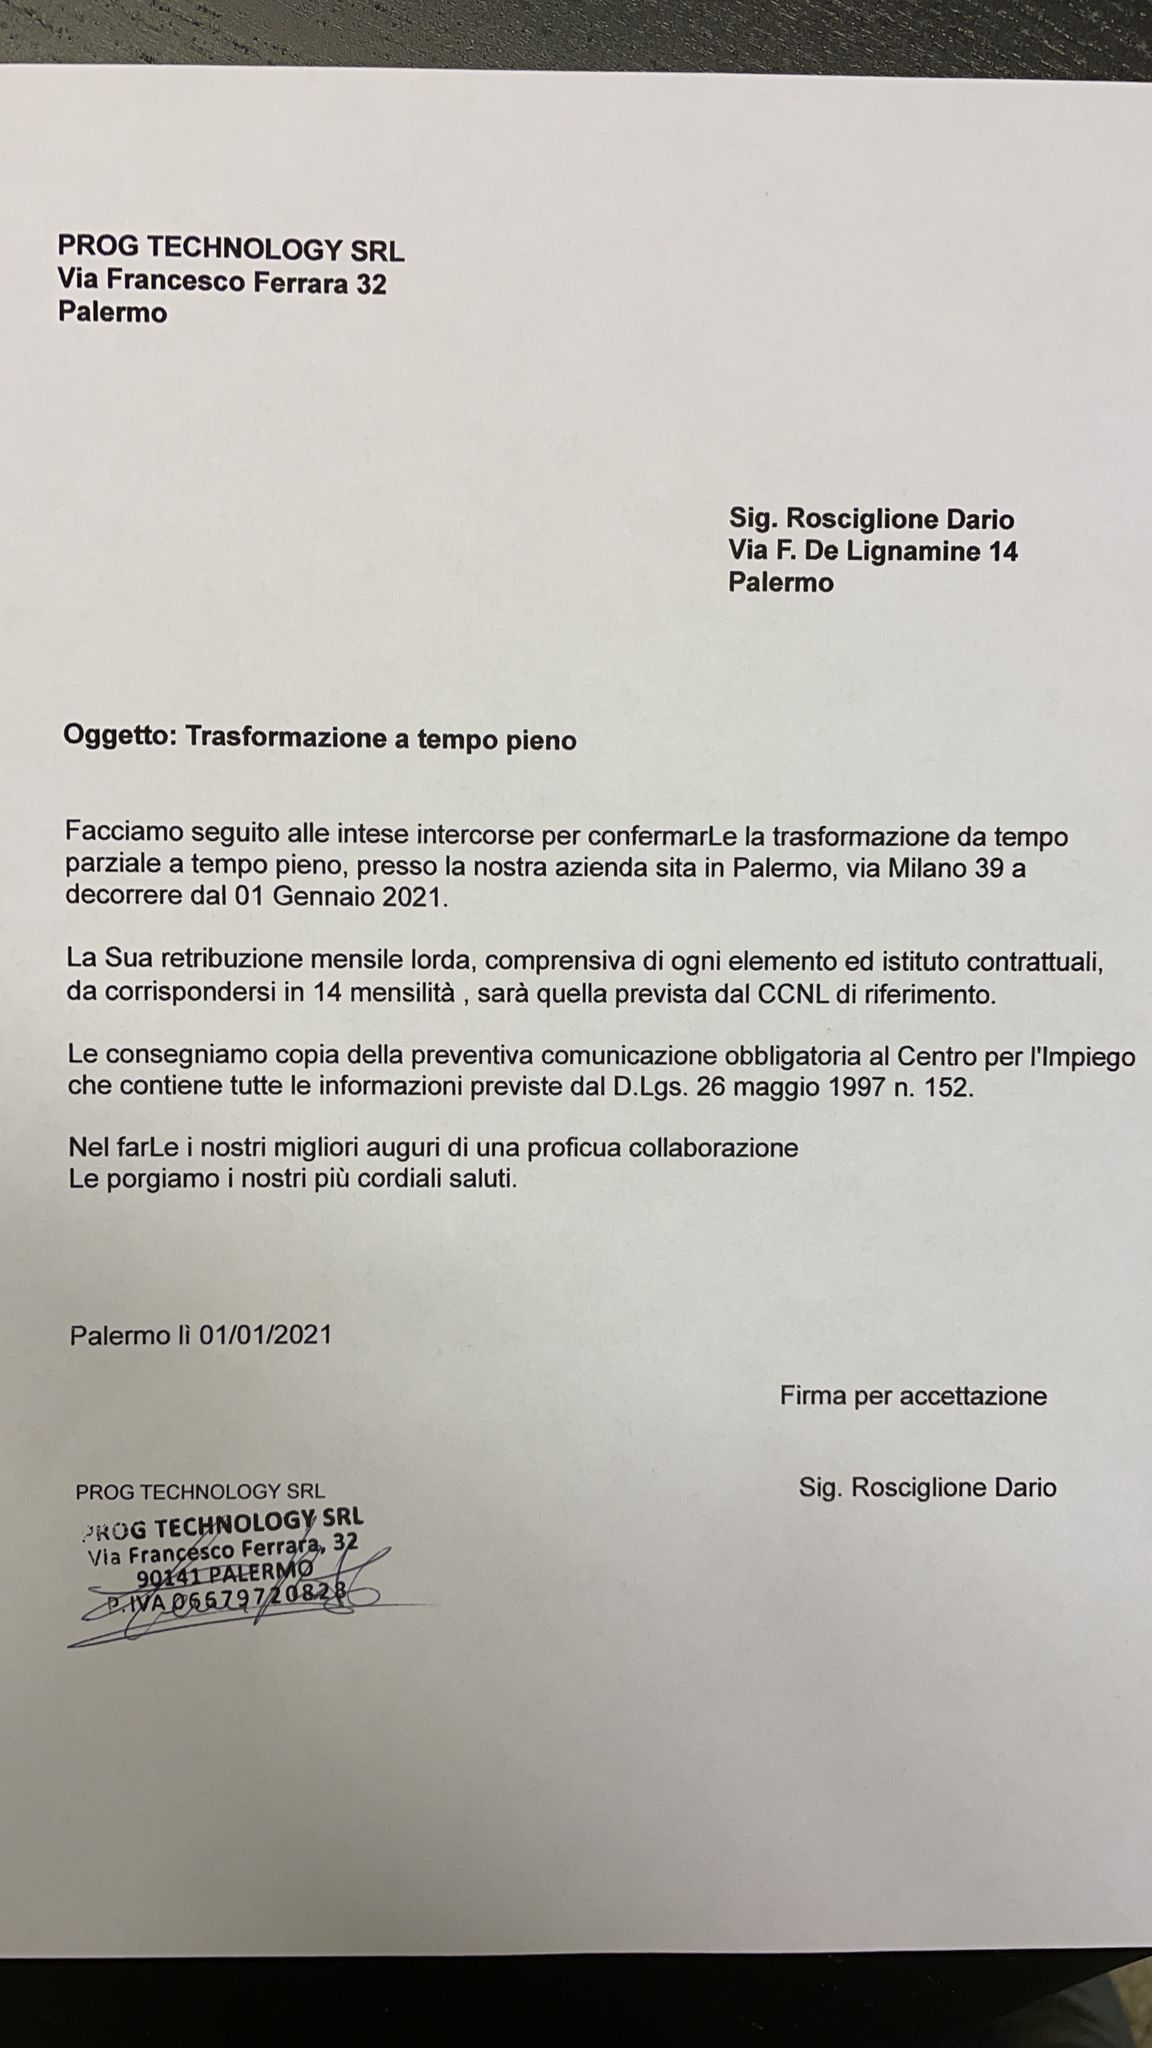 PROG TECHNOLOGY SRL
Via Francesco Ferrara 32
Palermo
Sig. Rosciglione Dario
Via F. De Lignamine 14
Palermo
Oggetto: Trasformazione a tempo pieno
Facciamo seguito alle intese intercorse per confermarLe la trasformazione da tempo
parziale a tempo pieno, presso la nostra azienda sita in Palermo, via Milano 39 a
decorrere dal 01 Gennaio 2021.
La Sua retribuzione mensile lorda, comprensiva di ogni elemento ed istituto contrattuali,
da corrispondersi in 14 mensilità , sarà quella prevista dal CCNL di riferimento.
Le consegniamo copia della preventiva comunicazione obbligatoria al Centro per l'Impiego
che contiene tutte le informazioni previste dal D.Lgs. 26 maggio 1997 n. 152.
Nel farLe i nostri migliori auguri di una proficua collaborazione
Le porgiamo i nostri più cordiali saluti.
Palermo lì 01/01/2021
Firma per accettazione
PROG TECHNOLOGY SRL
Sig. Rosciglione Dario
PROG TECHNOLOGY SRL
Via Francesco Ferrara, 32
90141 PALERMO
P.IVA 06679720828